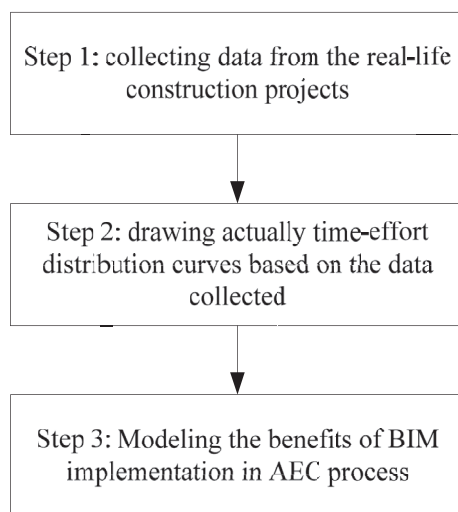 Step 1: collecting data from the real-life
construction projects
Step 2: drawing actually time-effort
distribution curves based on the data
collected
Step 3: Modeling the benefits of BIM
implementation in AEC process